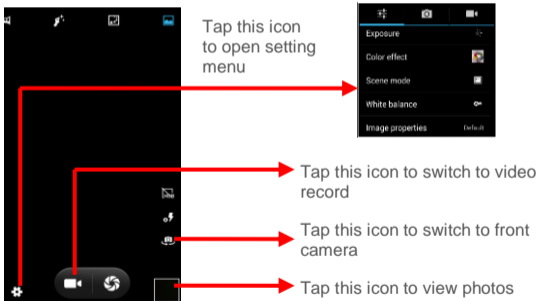 Tap this icon
to open setting
menu
Exposure
Color effect
Scene mode
White balance
Image properties Default
Tap this icon to switch to video
record
Tap this icon to switch to front
camera
Tap this icon to view photos